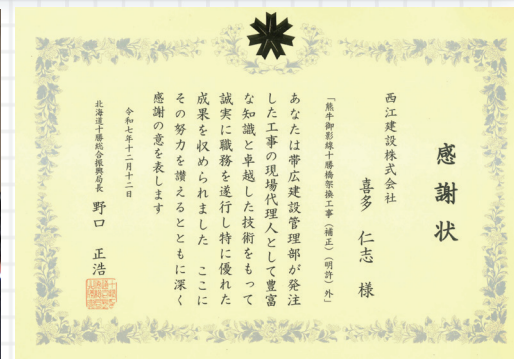 感謝状
西江建設株式会社
喜多 仁志 様
「熊牛御影線十勝橋架換工事(補正)(明許)外」
あなたは帯広建設管理部が発注
した工事の現場代理人として豊富
な知識と卓越した技術をもって
誠実に職務を遂行し特に優れた
成果を収められました ここに
その努力を讃えるとともに深く
感謝の意を表します
令和七年十二月十二日
北海道十勝総合振興局長 野口 正浩